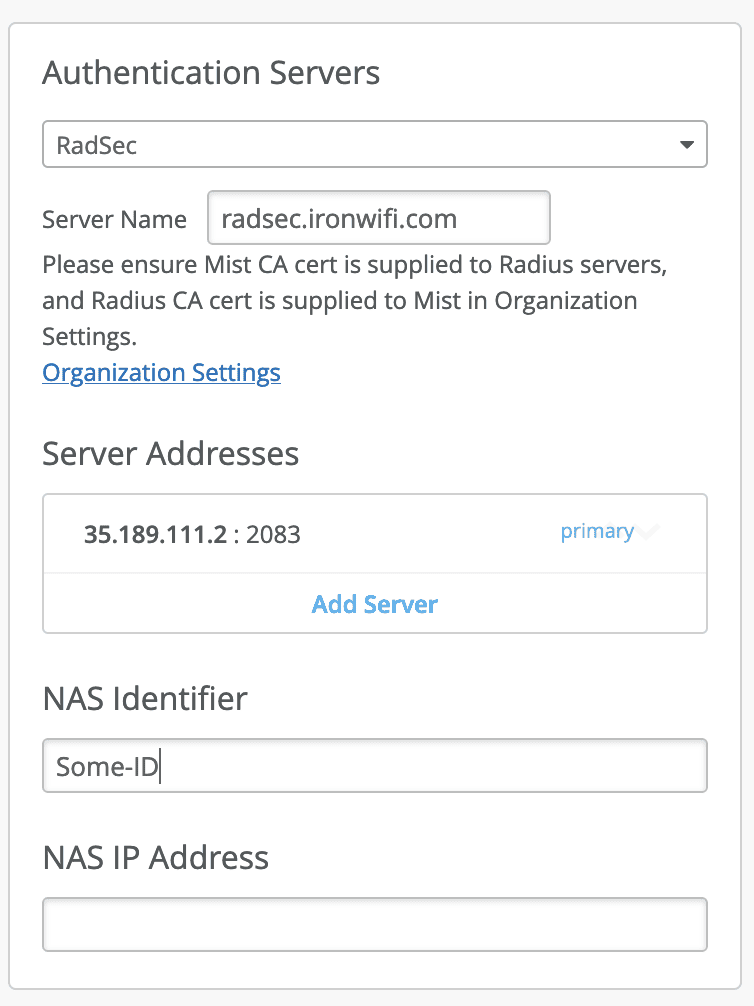 Authentication Servers
RadSec
Server Name radsec.ironwifi.com
Please ensure Mist CA cert is supplied to Radius servers,
and Radius CA cert is supplied to Mist in Organization
Settings.
Organization Settings
Server Addresses
35.189.111.2 : 2083 primary
Add Server
NAS Identifier
Some-ID
NAS IP Address